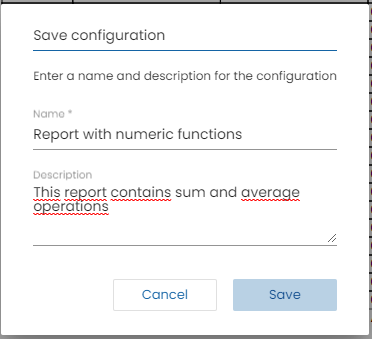 Save configuration
Enter a name and description for the configuration
Name *
Report with numeric functions
Description
This report contains sum and average
operations
Cancel
Save